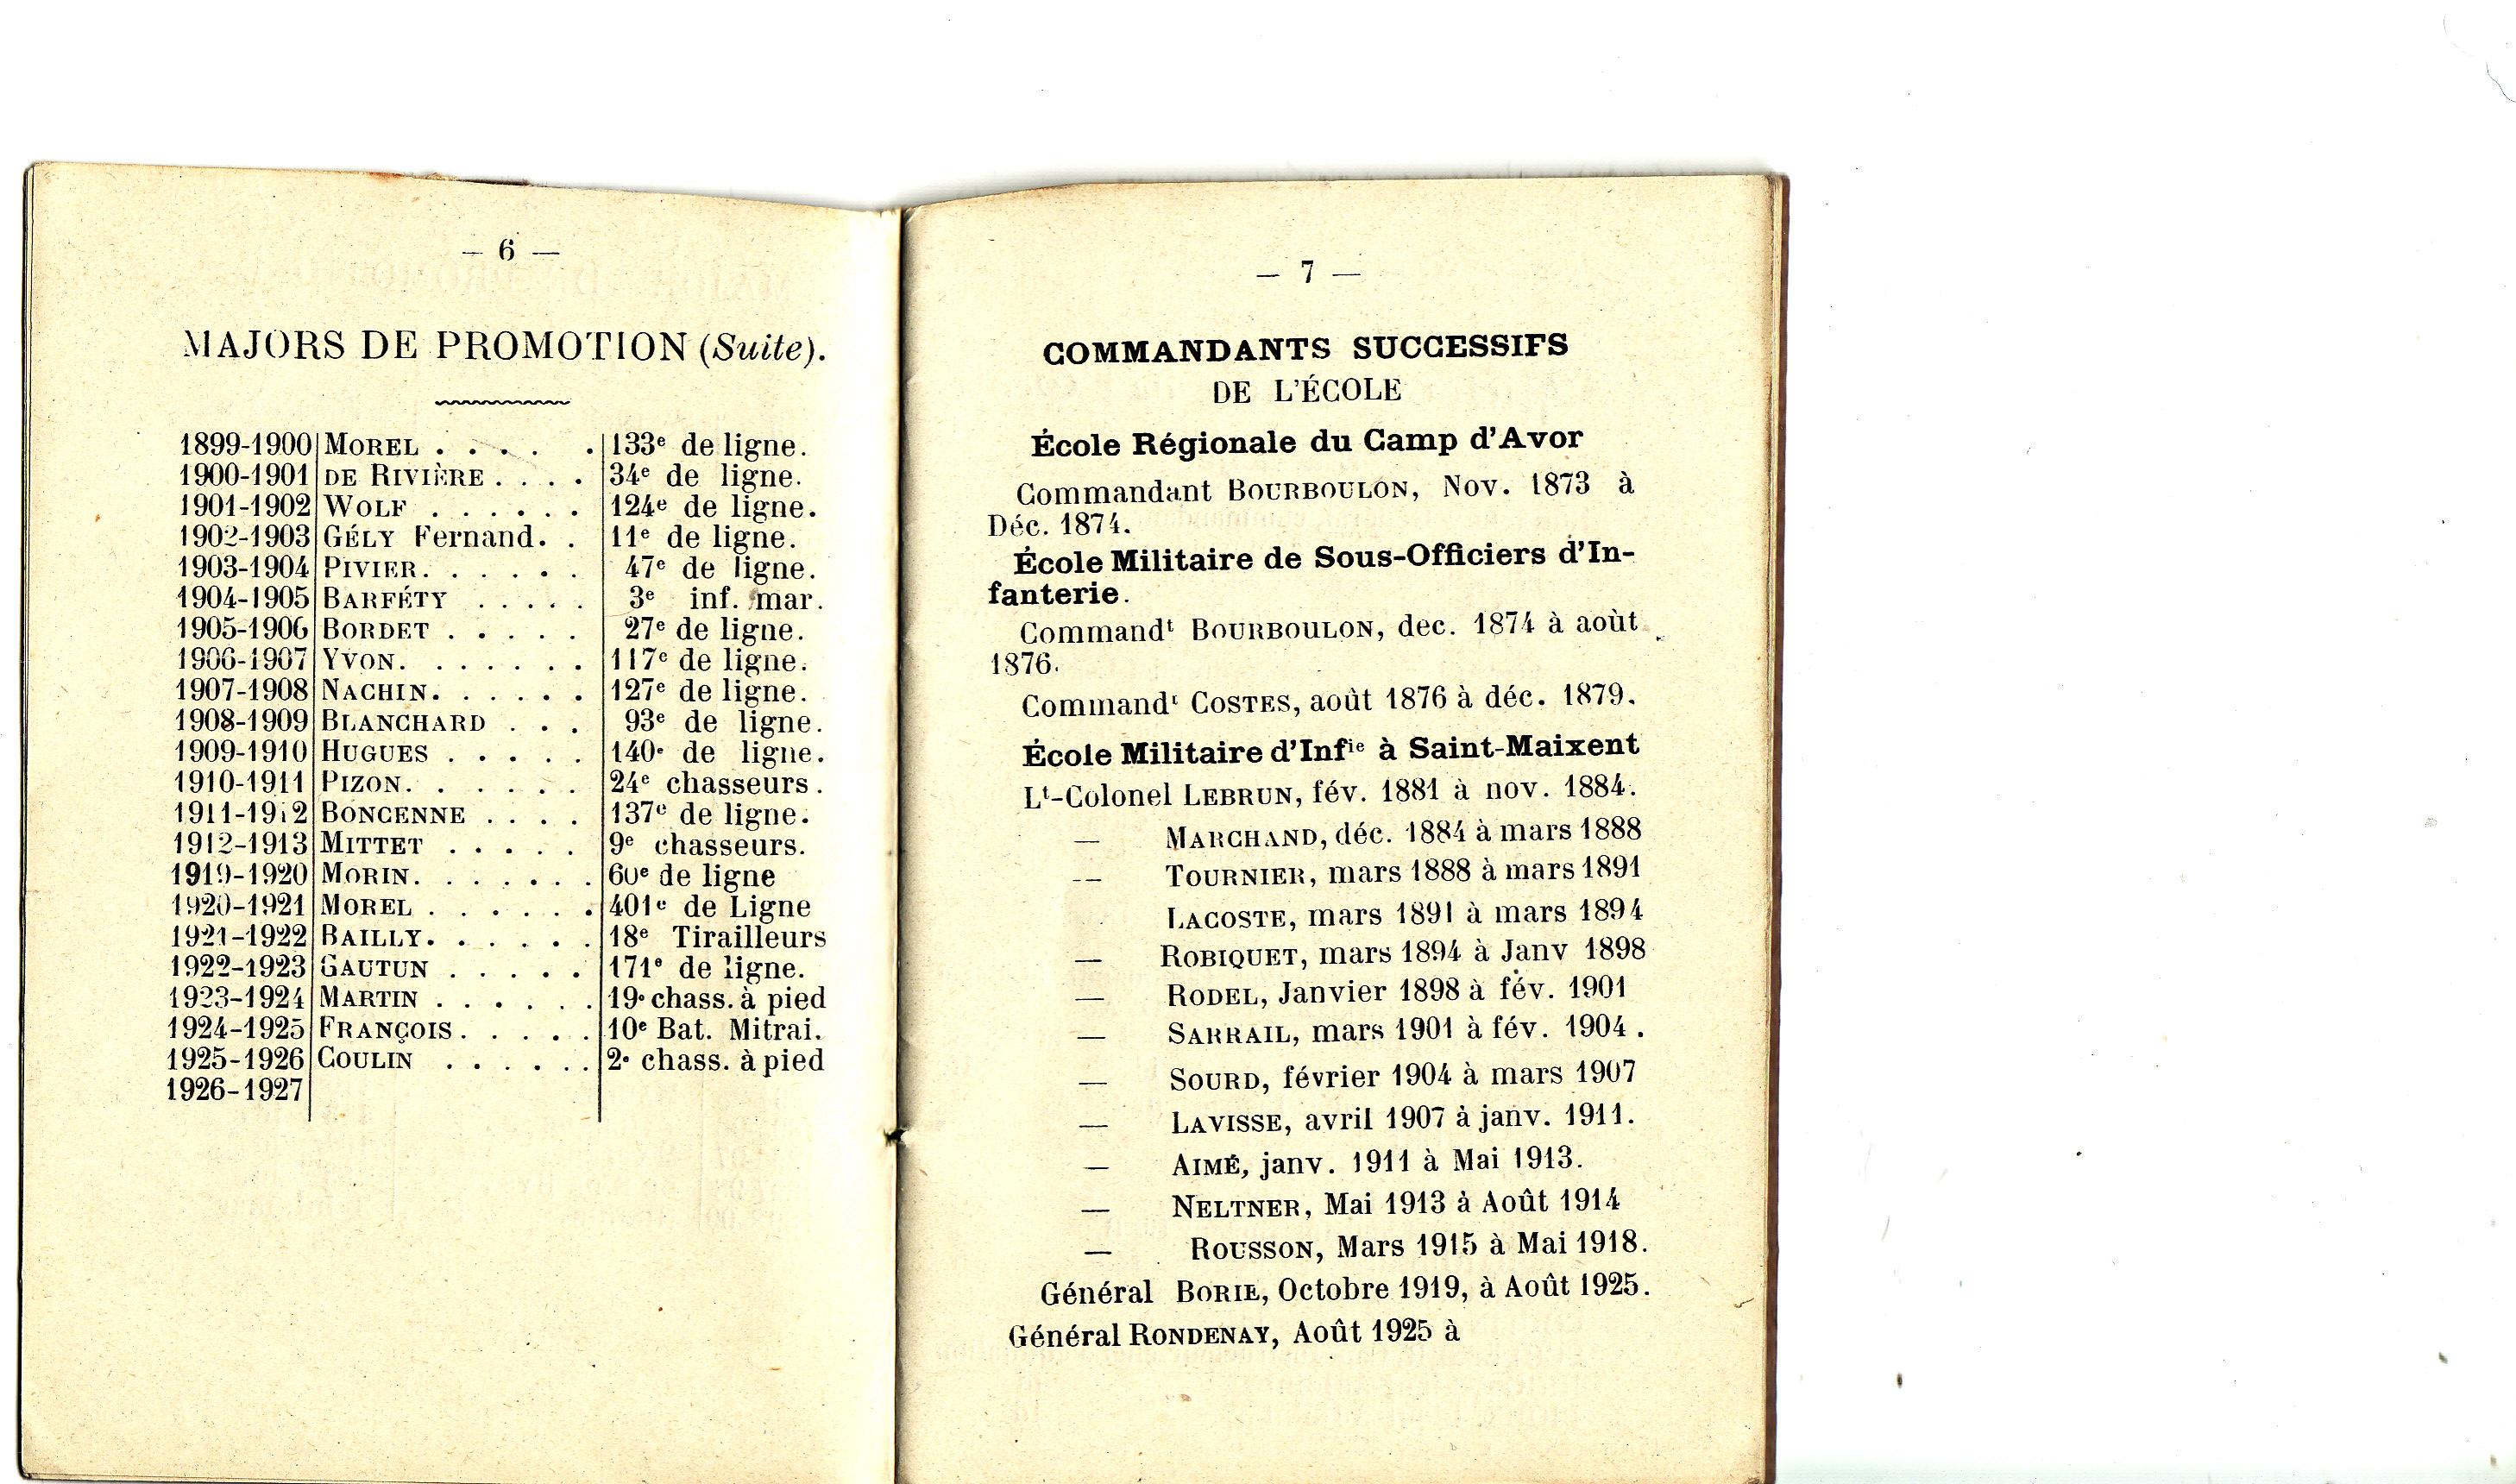 — 6 —
MAJORS DE PROMOTION (Suite).
1899-1900 MOREL . . . . . 133e de ligne.
1900-1901 DE RIVIÈRE . . . . 34e de ligne.
1901-1902 WOLF . . . . . . 124e de ligne.
1902-1903 GÉLY Fernand. . 11e de ligne.
1903-1904 PIVIER. . . . . . 47e de ligne.
1904-1905 BARFÉTY . . . . . 3e inf. mar.
1905-1906 BORDET . . . . . 27e de ligne.
1906-1907 YVON. . . . . . . 117e de ligne.
1907-1908 NACHIN. . . . . . 127e de ligne.
1908-1909 BLANCHARD . . . 93e de ligne.
1909-1910 HUGUES . . . . . 140e de ligne.
1910-1911 PIZON. . . . . . . 24e chasseurs.
1911-1912 BONCENNE . . . . 137e de ligne.
1912-1913 MITTET . . . . . 9e chasseurs.
1919-1920 MORIN. . . . . . . 60e de ligne
1920-1921 MOREL . . . . . . 401e de Ligne
1921-1922 BAILLY. . . . . . . 18e Tirailleurs
1922-1923 GAUTUN . . . . . 171e de ligne.
1923-1924 MARTIN . . . . . . 19e chass. à pied
1924-1925 FRANÇOIS. . . . . 10e Bat. Mitrai.
1925-1926 COULIN . . . . . . 2e chass. à pied
1926-1927
— 7 —
COMMANDANTS SUCCESSIFS
DE L'ÉCOLE
École Régionale du Camp d'Avor
Commandant BOURBOULON, Nov. 1873 à
Déc. 1874.
École Militaire de Sous-Officiers d'In-
fanterie.
Commandt BOURBOULON, dec. 1874 à août
1876.
Commandt COSTES, août 1876 à déc. 1879.
École Militaire d'Infie à Saint-Maixent
Lt-Colonel LEBRUN, fév. 1881 à nov. 1884.
— MARCHAND, déc. 1884 à mars 1888
— TOURNIER, mars 1888 à mars 1891
LACOSTE, mars 1891 à mars 1894
— ROBIQUET, mars 1894 à Janv 1898
— RODEL, Janvier 1898 à fév. 1901
— SARRAIL, mars 1901 à fév. 1904.
— SOURD, février 1904 à mars 1907
— LAVISSE, avril 1907 à janv. 1911.
— AIMÉ, janv. 1911 à Mai 1913.
— NELTNER, Mai 1913 à Août 1914
— ROUSSON, Mars 1915 à Mai 1918.
Général BORIE, Octobre 1919, à Août 1925.
Général RONDENAY, Août 1925 à